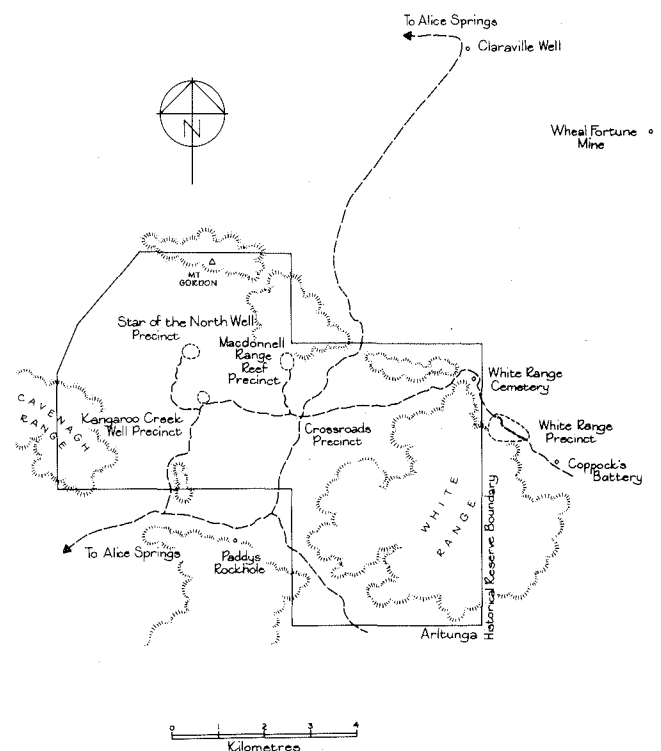 To Alice Springs
Claraville Well
Wheal Fortune
Mine
N
MT
GORDON
Star of the North Well
Precinct
Macdonnell
Range
Reef
Precinct
White Range
Cemetery
CAVENAGH
RANGE
Kangaroo Creek
Well Precinct
Crossroads
Precinct
White Range
Precinct
Coppock's
Battery
WHITE
RANGE
To Alice Springs
Paddys
Rockhole
Arltunga
Historical Reserve Boundary
0 1 2 3 4
Kilometres